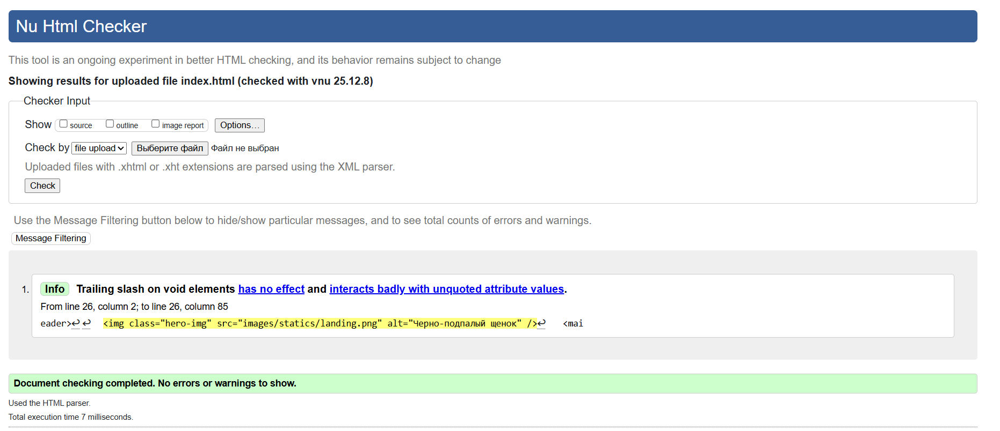 Nu Html Checker
This tool is an ongoing experiment in better HTML checking, and its behavior remains subject to change
Showing results for uploaded file index.html (checked with vnu 25.12.8)
Checker Input
Show source outline image report Options…
Check by file upload Выберите файл Файл не выбран
Uploaded files with .xhtml or .xht extensions are parsed using the XML parser.
Check
Use the Message Filtering button below to hide/show particular messages, and to see total counts of errors and warnings.
Message Filtering
1. Info Trailing slash on void elements has no effect and interacts badly with unquoted attribute values.
From line 26, column 2; to line 26, column 85
eader>↩ ↩ <img class="hero-img" src="images/statics/landing.png" alt="Черно-подпалый щенок" />↩ <mai
Document checking completed. No errors or warnings to show.
Used the HTML parser.
Total execution time 7 milliseconds.